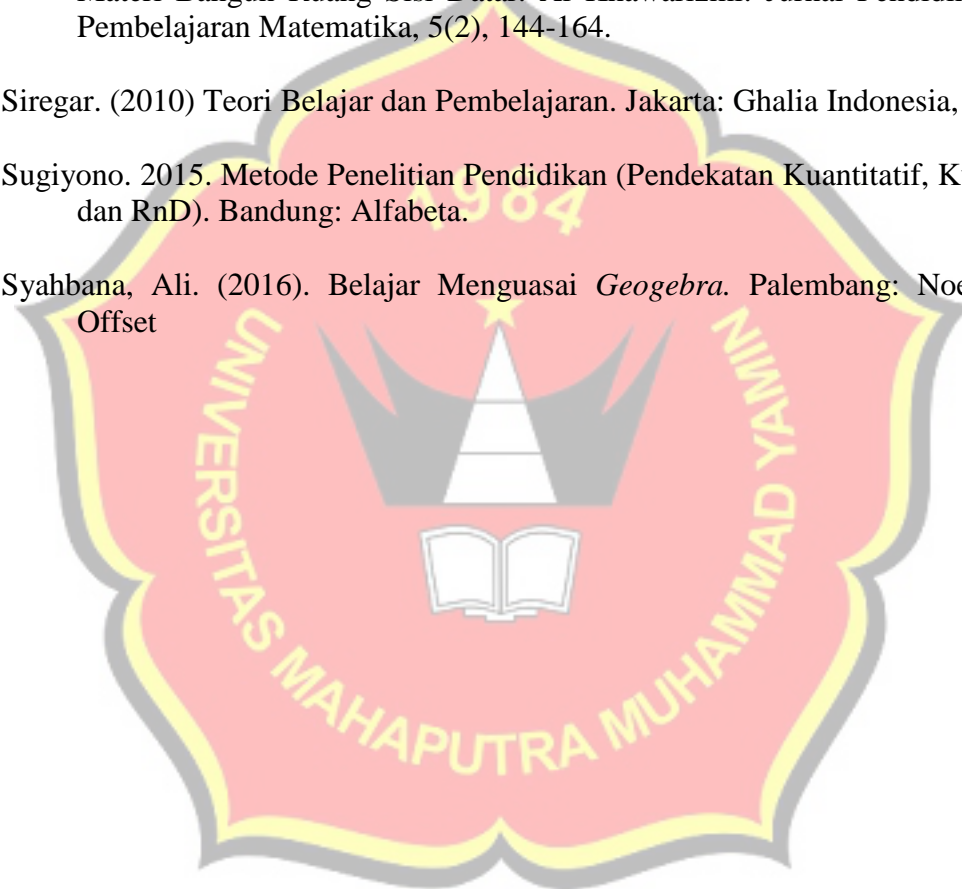 Pembelajaran Matematika, 5(2), 144-164.
Siregar. (2010) Teori Belajar dan Pembelajaran. Jakarta: Ghalia Indonesia,
Sugiyono. 2015. Metode Penelitian Pendidikan (Pendekatan Kuantitatif,
dan RnD). Bandung: Alfabeta.
Syahbana, Ali. (2016). Belajar Menguasai Geogebra. Palembang:
Offset
1984
UNIVERSITAS MAHAPUTRA MUHAMMAD YAMIN